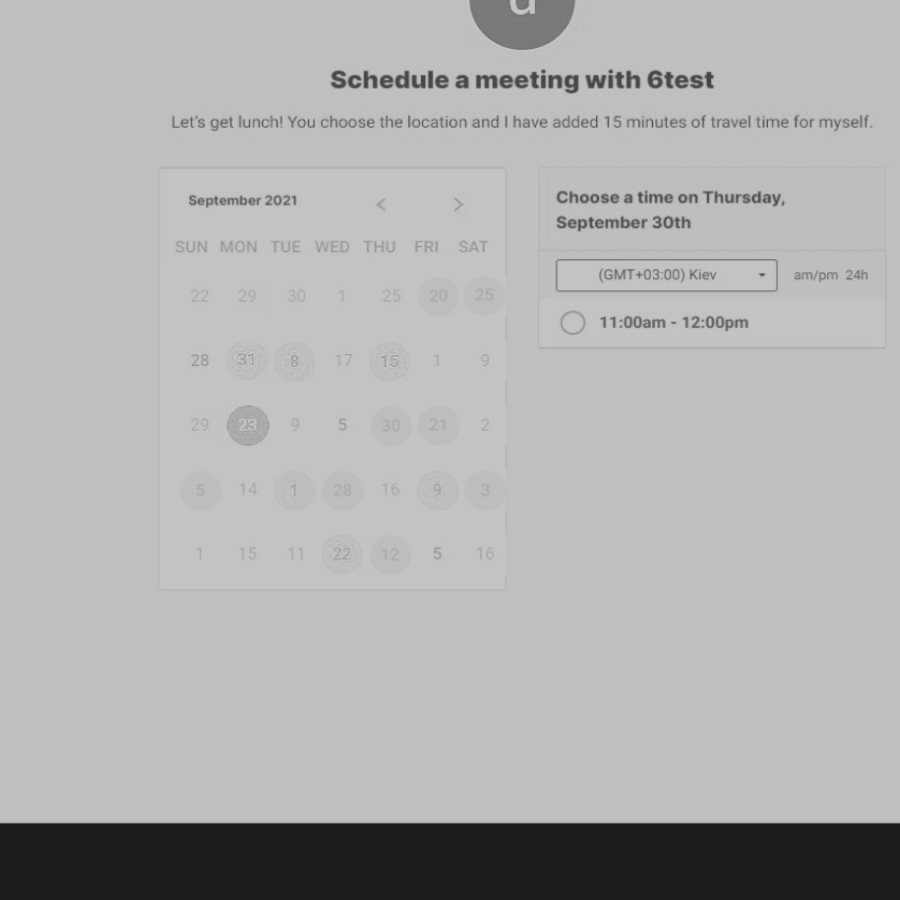 Schedule a meeting with 6test
Let's get lunch! You choose the location and I have added 15 minutes of travel time for myself.
September 2021
SUN MON TUE WED THU FRI SAT
22 29 30 1 25 20 25
28 31 8 17 15 1 9
29 23 9 5 30 21 2
5 14 1 28 16 9 3
1 15 11 22 12 5 16
Choose a time on Thursday,
September 30th
(GMT+03:00) Kiev am/pm 24h
11:00am - 12:00pm